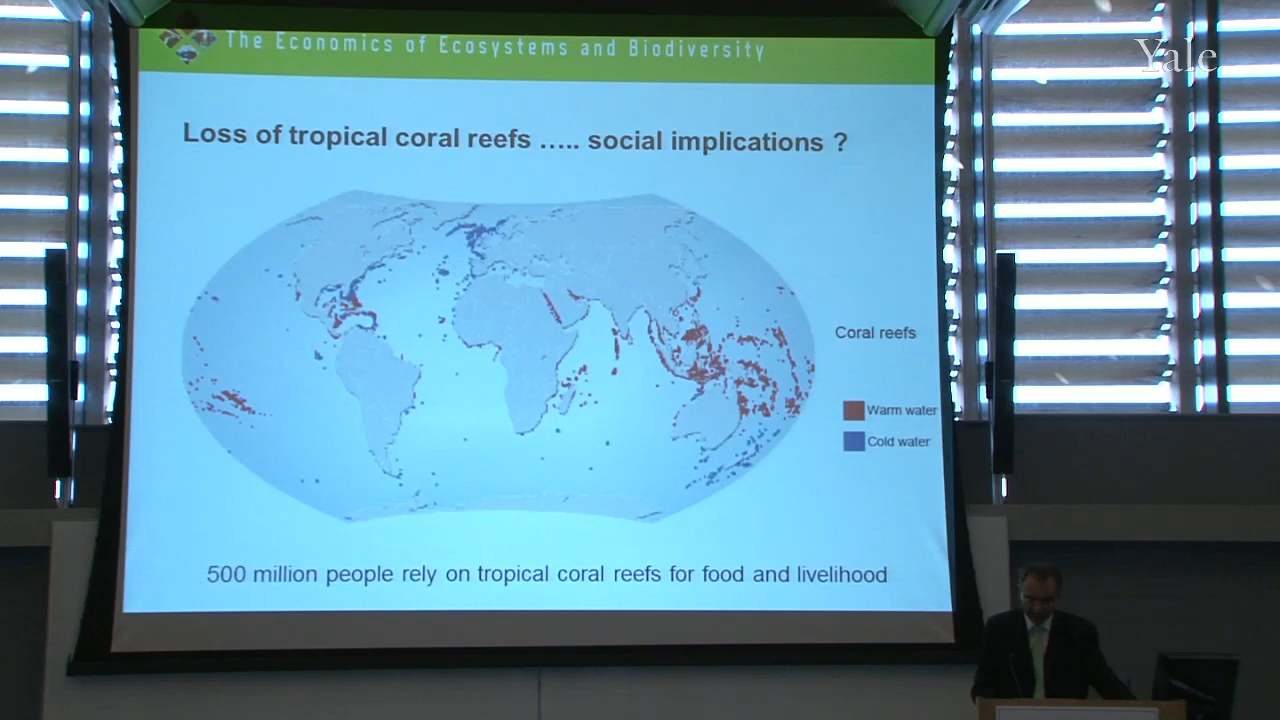 The Economics of Ecosystems and Biodiversity
Yale
Loss of tropical coral reefs ..... social implications ?
Coral reefs
Warm water
Cold water
500 million people rely on tropical coral reefs for food and livelihood